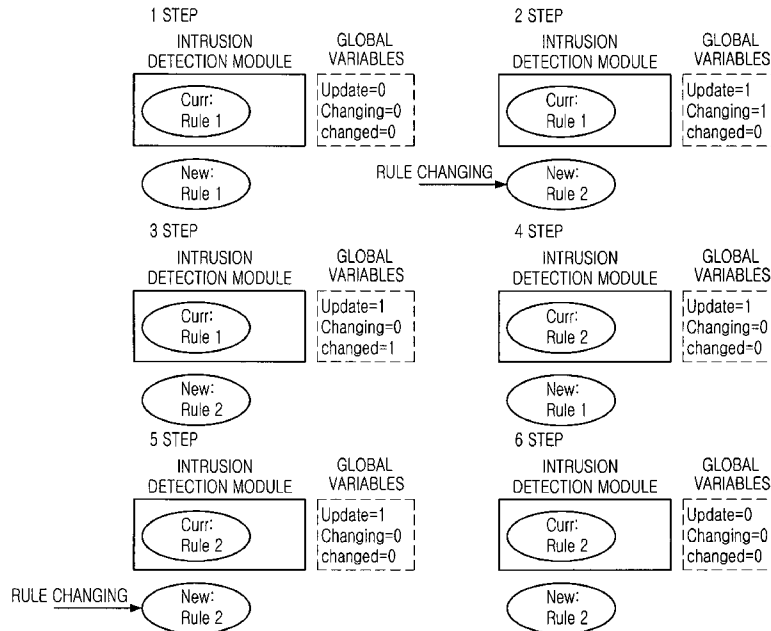 1 STEP
INTRUSION
DETECTION MODULE
GLOBAL
VARIABLES
Curr:
Rule 1
Update=0
Changing=0
changed=0
New:
Rule 1
2 STEP
INTRUSION
DETECTION MODULE
GLOBAL
VARIABLES
Curr:
Rule 1
Update=1
Changing=1
changed=0
RULE CHANGING
New:
Rule 2
3 STEP
INTRUSION
DETECTION MODULE
GLOBAL
VARIABLES
Curr:
Rule 1
Update=1
Changing=0
changed=1
New:
Rule 2
4 STEP
INTRUSION
DETECTION MODULE
GLOBAL
VARIABLES
Curr:
Rule 2
Update=1
Changing=0
changed=0
New:
Rule 1
5 STEP
INTRUSION
DETECTION MODULE
GLOBAL
VARIABLES
Curr:
Rule 2
Update=1
Changing=0
changed=0
RULE CHANGING
New:
Rule 2
6 STEP
INTRUSION
DETECTION MODULE
GLOBAL
VARIABLES
Curr:
Rule 2
Update=0
Changing=0
changed=0
New:
Rule 2